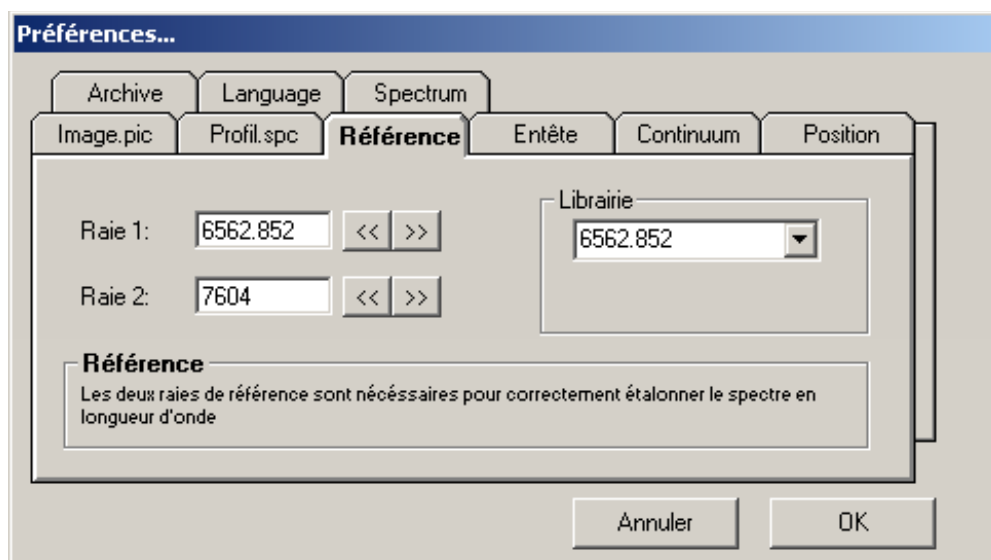 Préférences...
Archive Language Spectrum
Image.pic Profil.spc Référence Entête Continuum Position
Librairie
Raie 1: 6562.852 << >> 6562.852
Raie 2: 7604 << >>
Référence
Les deux raies de référence sont nécéssaires pour correctement étalonner le spectre en
longueur d'onde
Annuler OK